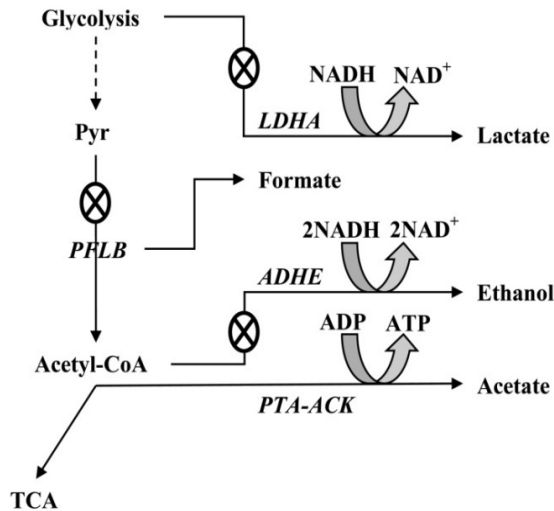 Glycolysis
NADH NAD+
LDHA
Lactate
Pyr
Formate
PFLB
2NADH 2NAD+
ADHE
Ethanol
ADP ATP
Acetyl-CoA
Acetate
PTA-ACK
TCA